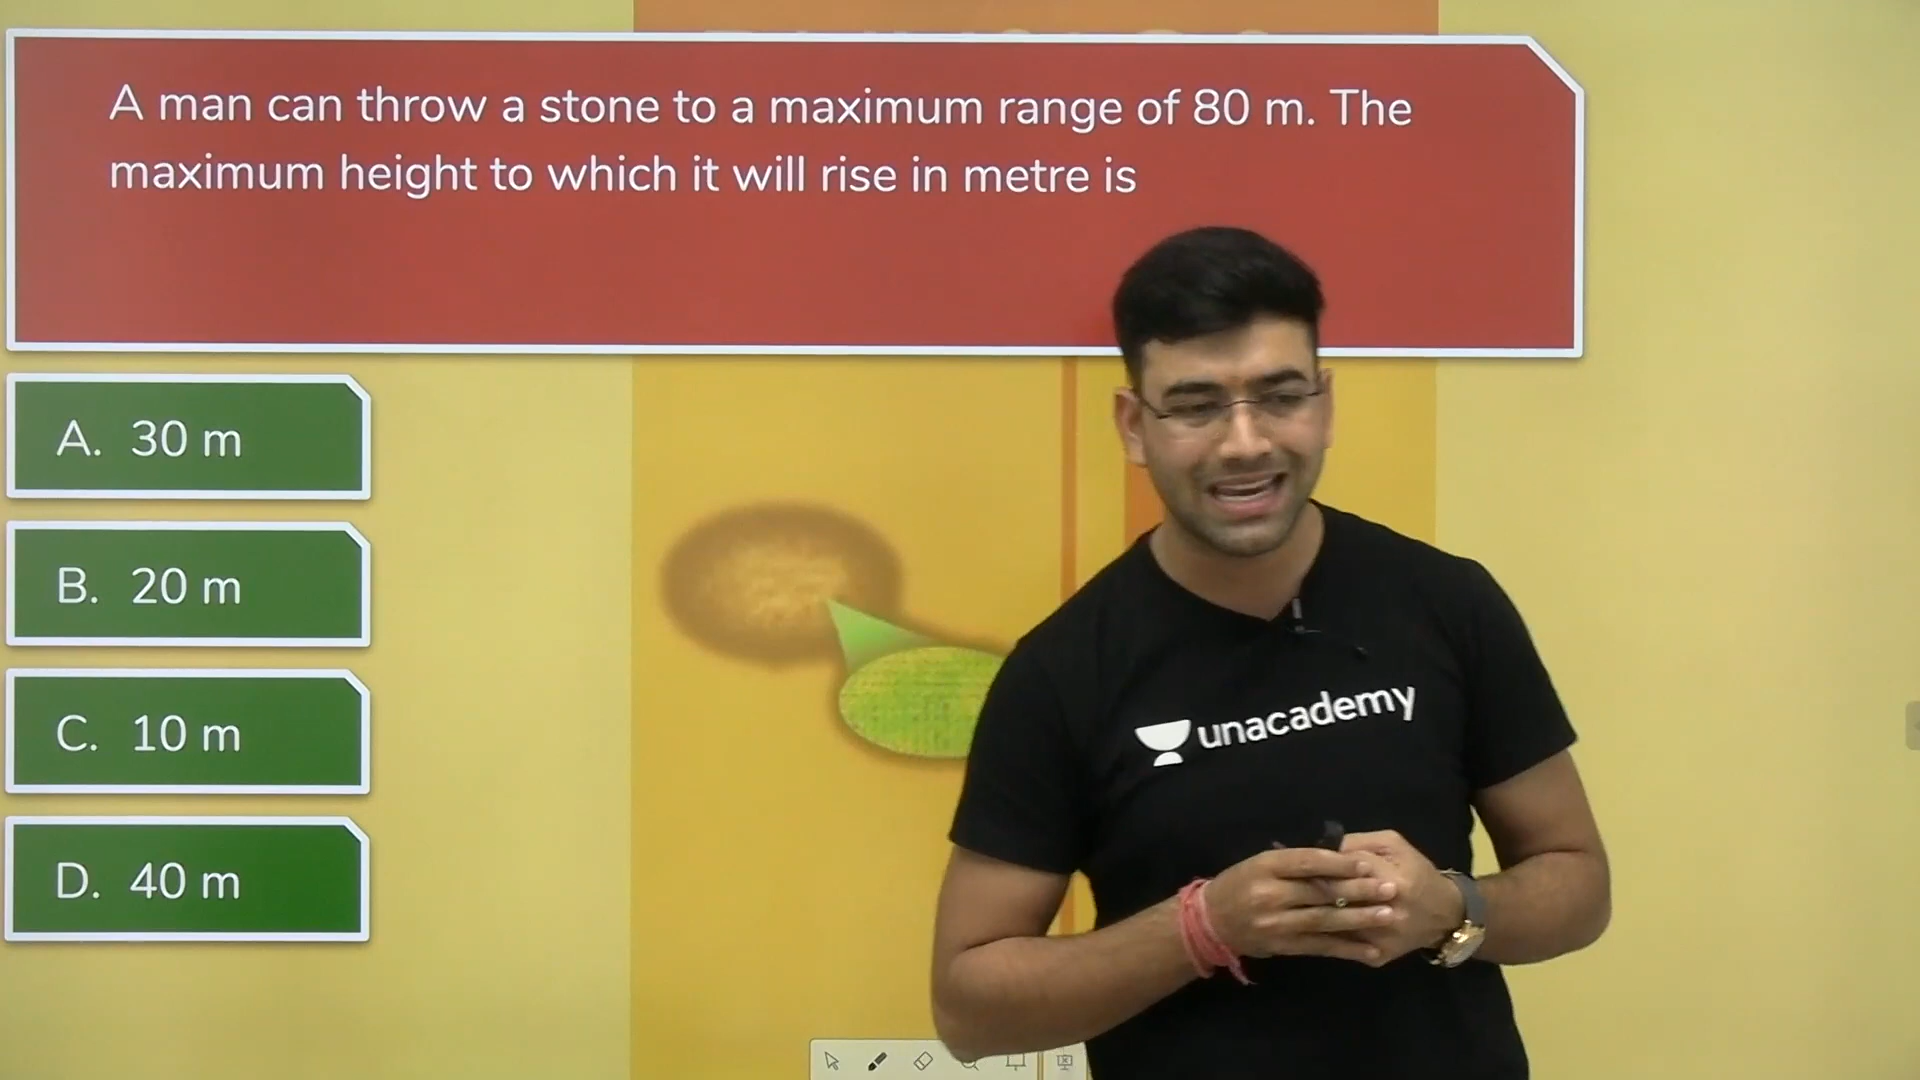 A man can throw a stone to a maximum range of 80 m. The
maximum height to which it will rise in metre is
A. 30 m
B. 20 m
C. 10 m
D. 40 m
unacademy